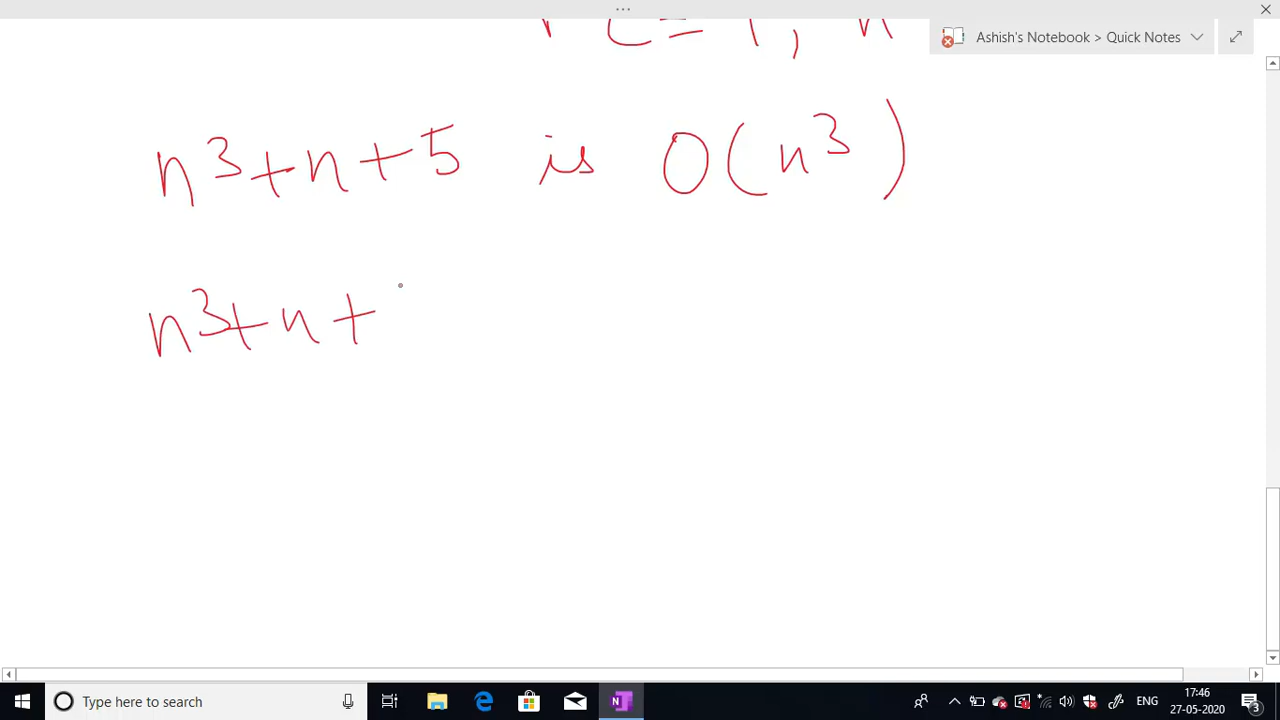 Ashish's Notebook > Quick Notes
n³+n+5 is O(n³)
n³+n+
Type here to search
ENG
17:46
27-05-2020
3